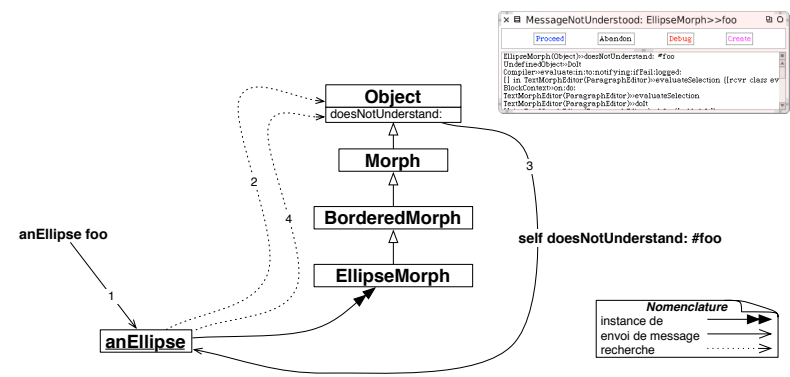 MessageNotUnderstood: EllipseMorph>>foo
Proceed Abandon Debug Create
EllipseMorph(Object)>>doesNotUnderstand: #foo
UndefinedObject>>DoIt
Compiler>>evaluate:in:to:notifying:ifFail:logged:
[] in TextMorphEditor(ParagraphEditor)>>evaluateSelection {[rcvr class ev
BlockContext>>on:do:
TextMorphEditor(ParagraphEditor)>>evaluateSelection
TextMorphEditor(ParagraphEditor)>>doIt
Object
doesNotUnderstand:
Morph
BorderedMorph
EllipseMorph
2
4
3
anEllipse foo
self doesNotUnderstand: #foo
1
anEllipse
Nomenclature
instance de
envoi de message
recherche